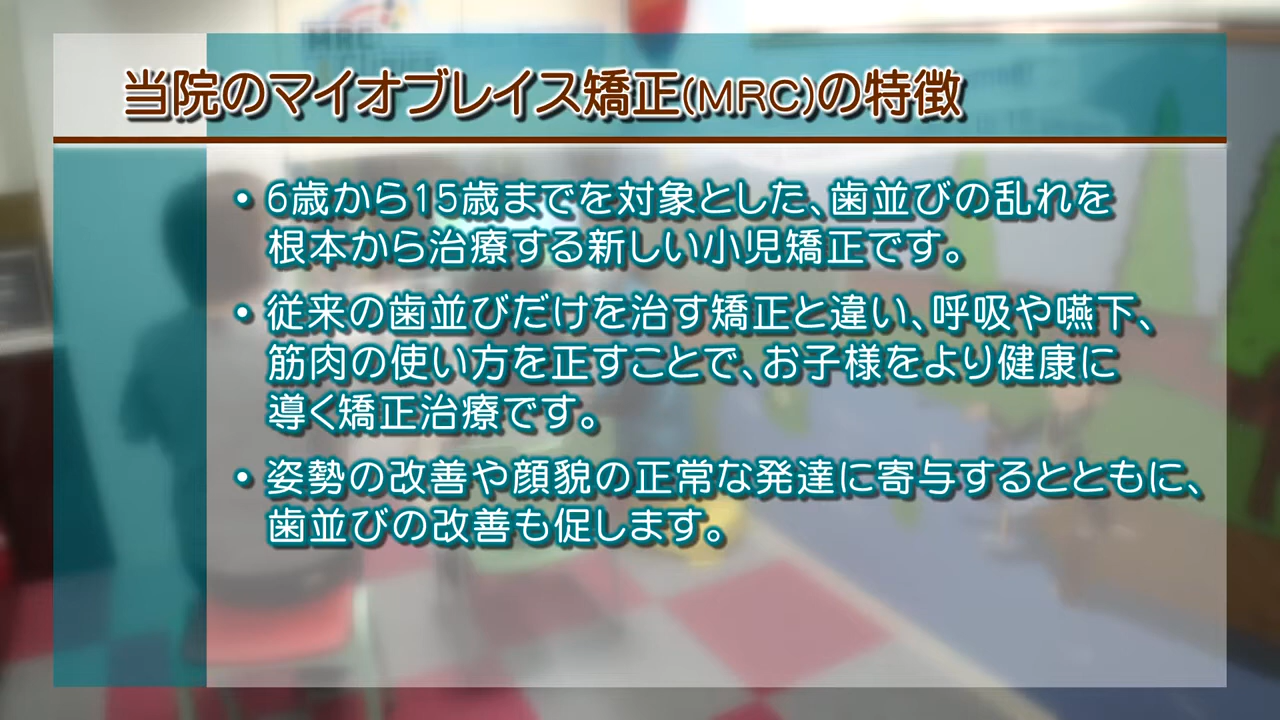 当院のマイオブレイス矯正(MRC)の特徴
• 6歳から15歳までを対象とした、歯並びの乱れを
根本から治療する新しい小児矯正です。
• 従来の歯並びだけを治す矯正と違い、呼吸や嚥下、
筋肉の使い方を正すことで、お子様をより健康に
導く矯正治療です。
• 姿勢の改善や顔貌の正常な発達に寄与するとともに、
歯並びの改善も促します。